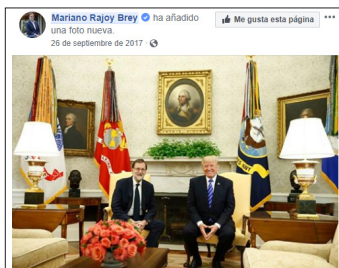 Mariano Rajoy Brey ha añadido
una foto nueva.
26 de septiembre de 2017 ·
Me gusta esta página